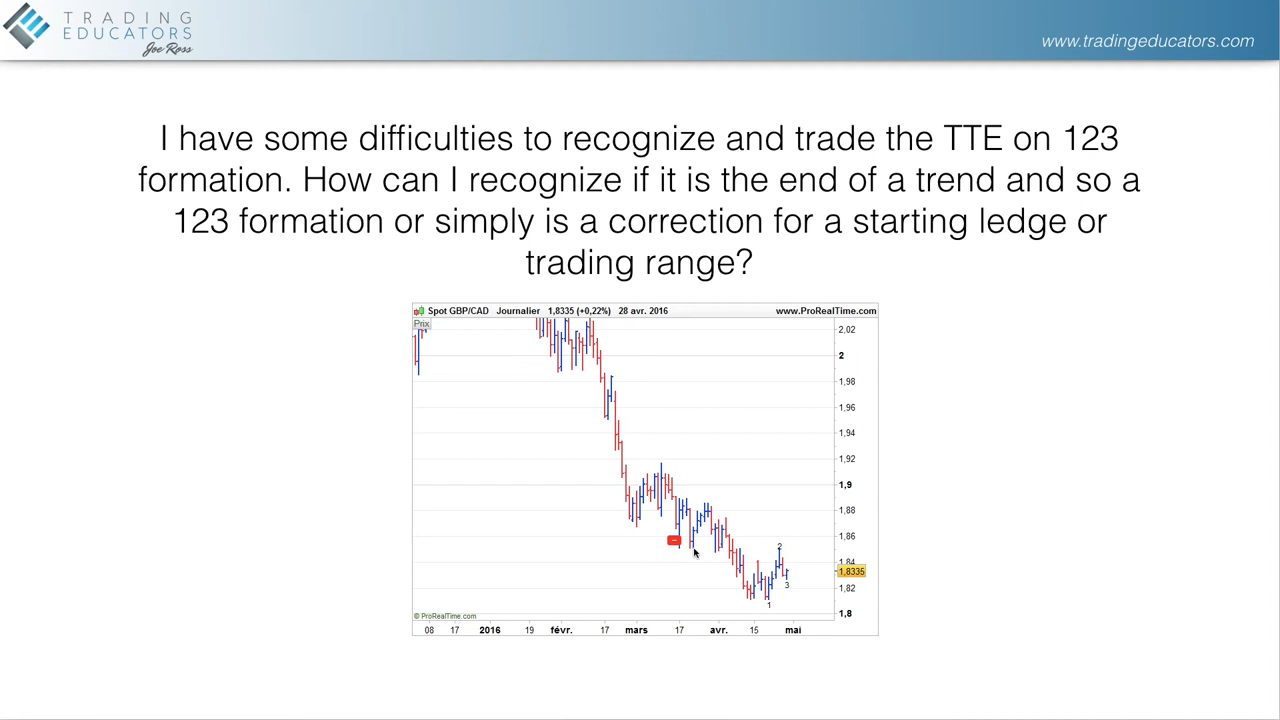 TRADING
EDUCATORS
Joe Ross
www.tradingeducators.com
I have some difficulties to recognize and trade the TTE on 123
formation. How can I recognize if it is the end of a trend and so a
123 formation or simply is a correction for a starting ledge or
trading range?
Spot GBP/CAD Journalier 1,8335 (+0,22%) 28 avr. 2016 www.ProRealTime.com
Prix
2,02
2
1,98
1,96
1,94
1,92
1,9
1,88
1,86
2
1,84
1,8335
3
1,82
1
1,8
© ProRealTime.com
08 17 2016 19 févr. 17 mars 17 avr. 15 mai